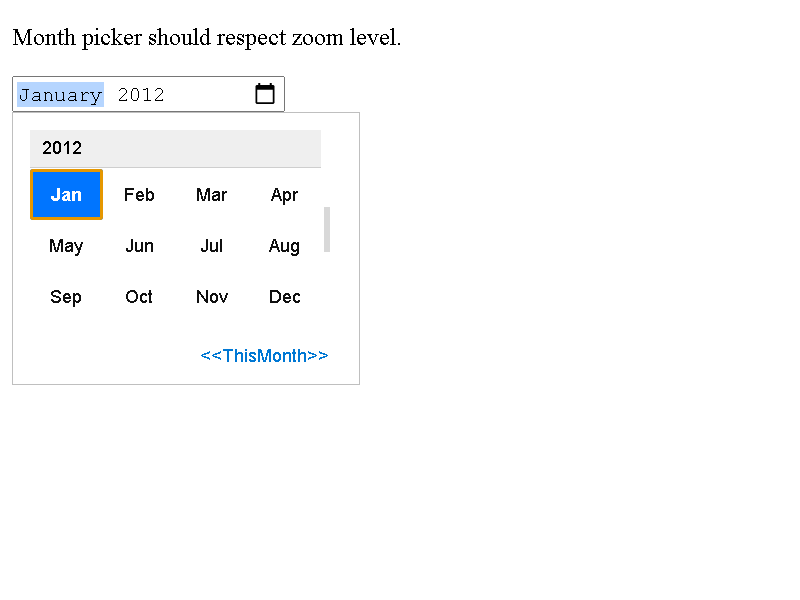 Month picker should respect zoom level.
January 2012
2012
Jan Feb Mar Apr
May Jun Jul Aug
Sep Oct Nov Dec
<<ThisMonth>>